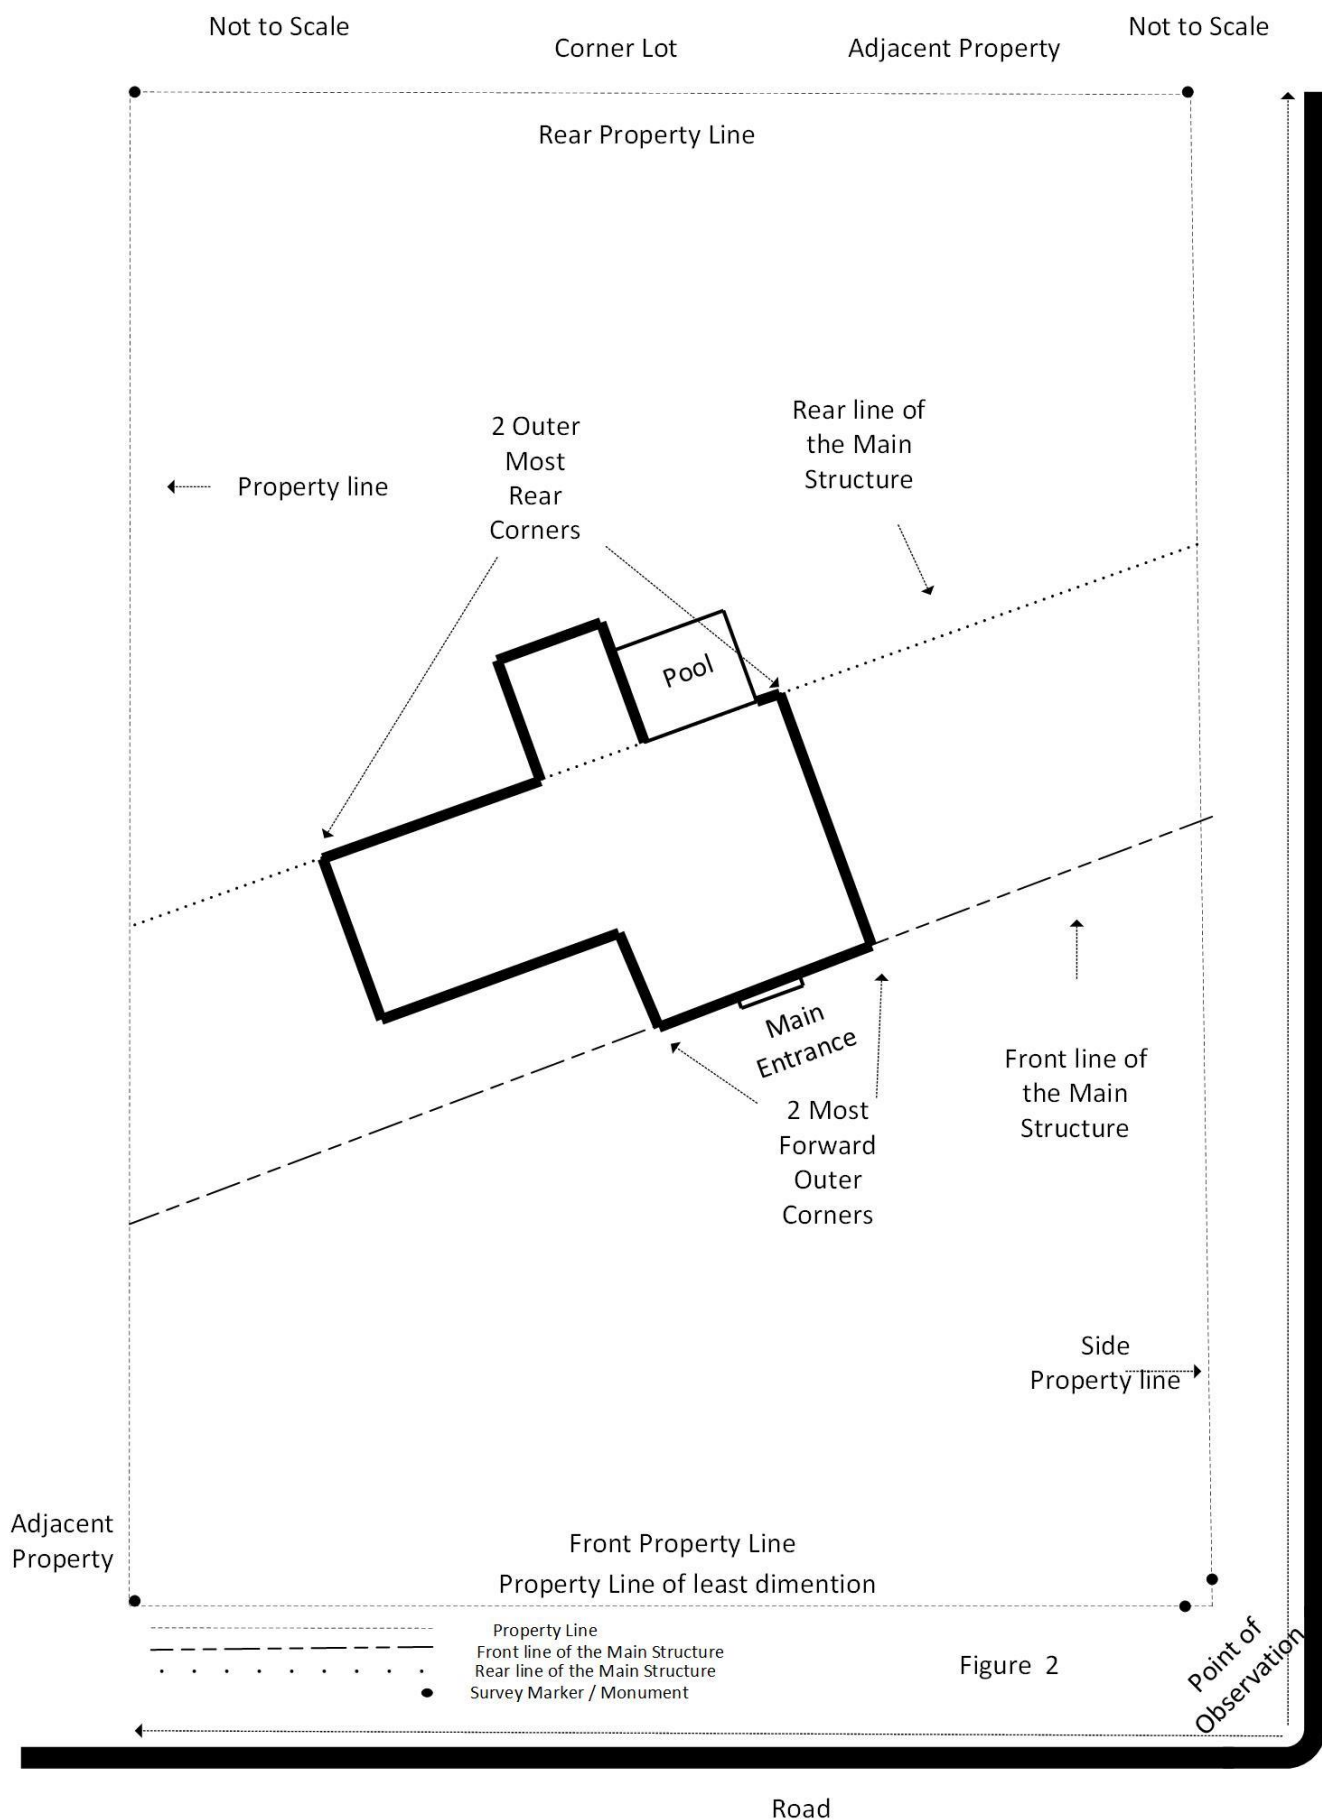 Not to Scale
Corner Lot
Adjacent Property
Not to Scale
Rear Property Line
2 Outer
Most
Rear
Corners
Rear line of
the Main
Structure
Property line
Pool
Main
Entrance
2 Most
Forward
Outer
Corners
Front line of
the Main
Structure
Side
Property line
Adjacent
Property
Front Property Line
Property Line of least dimention
Property Line
Front line of the Main Structure
Rear line of the Main Structure
Survey Marker / Monument
Figure 2
Point of
Observation
Road